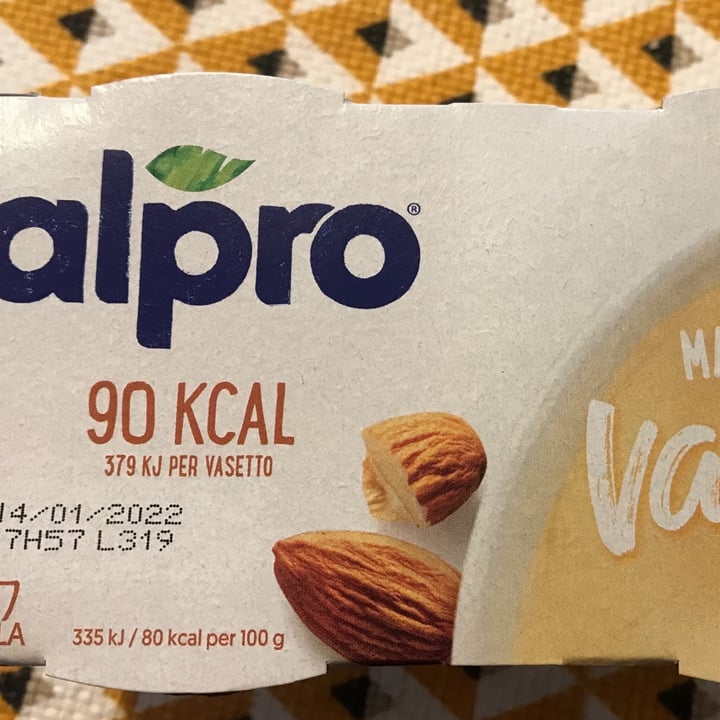 alpro®
90 KCAL
379 KJ PER VASETTO
14/01/2022
7H57 L319
335 kJ / 80 kcal per 100 g